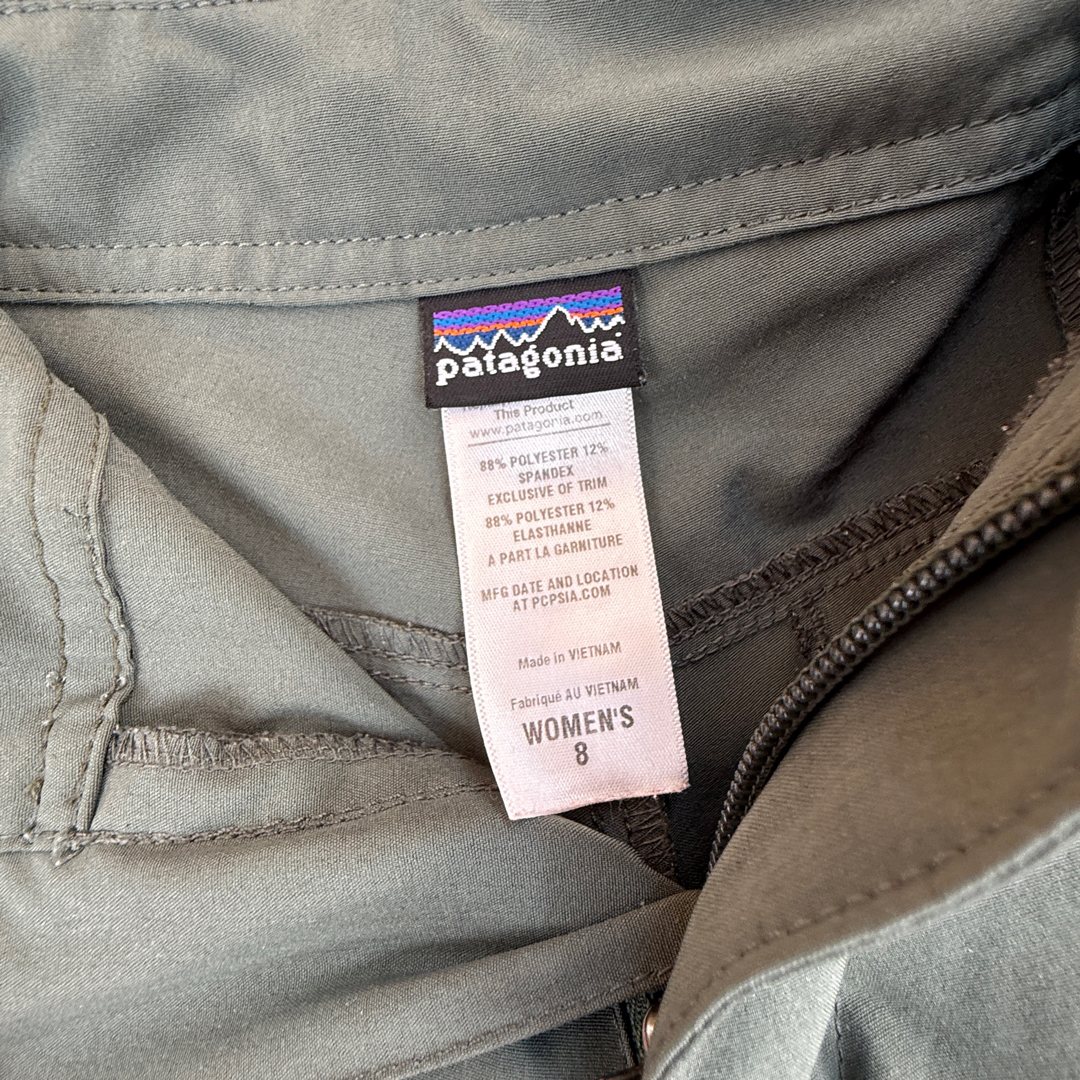 patagonia
This Product
www.patagonia.com
88% POLYESTER 12%
SPANDEX
EXCLUSIVE OF TRIM
88% POLYESTER 12%
ELASTHANNE
A PART LA GARNITURE
MFG DATE AND LOCATION
AT PCPSIA.COM
Made in VIETNAM
Fabriqué AU VIETNAM
WOMEN'S
8